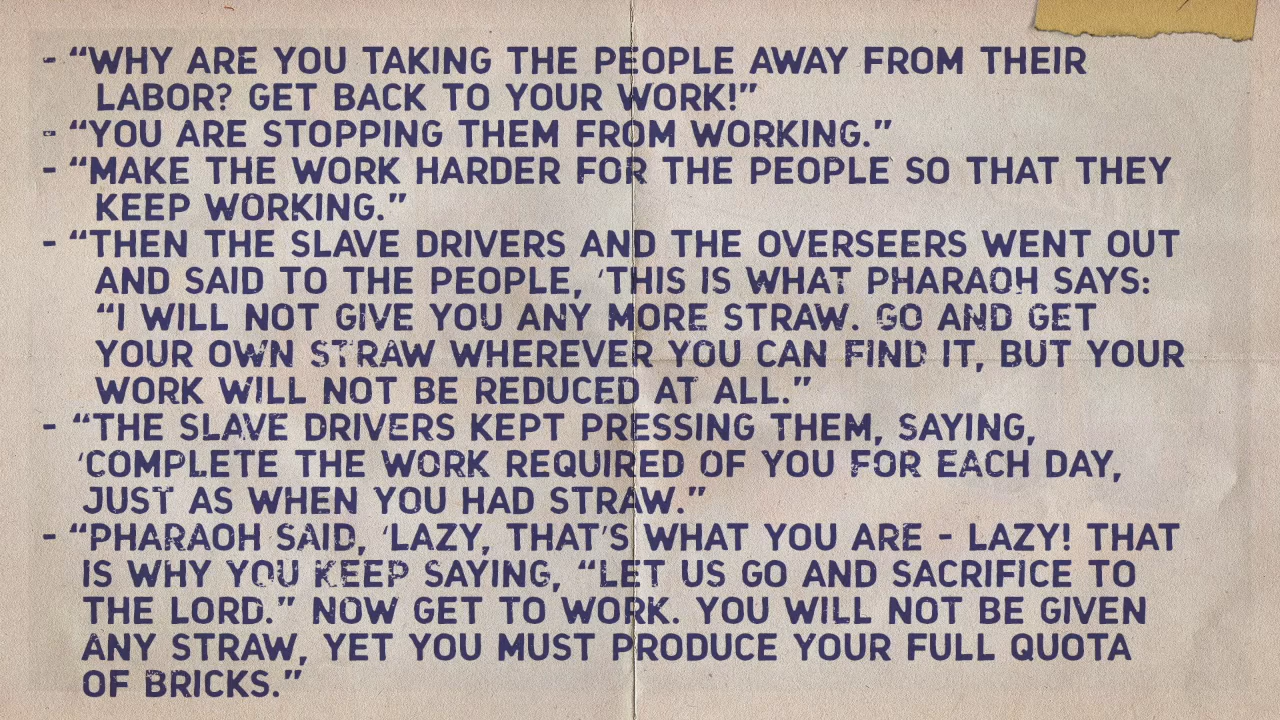 - “WHY ARE YOU TAKING THE PEOPLE AWAY FROM THEIR
LABOR? GET BACK TO YOUR WORK!”
- “YOU ARE STOPPING THEM FROM WORKING.”
- “MAKE THE WORK HARDER FOR THE PEOPLE SO THAT THEY
KEEP WORKING.”
- “THEN THE SLAVE DRIVERS AND THE OVERSEERS WENT OUT
AND SAID TO THE PEOPLE, ‘THIS IS WHAT PHARAOH SAYS:
“I WILL NOT GIVE YOU ANY MORE STRAW. GO AND GET
YOUR OWN STRAW WHEREVER YOU CAN FIND IT, BUT YOUR
WORK WILL NOT BE REDUCED AT ALL.”
- “THE SLAVE DRIVERS KEPT PRESSING THEM, SAYING,
‘COMPLETE THE WORK REQUIRED OF YOU FOR EACH DAY,
JUST AS WHEN YOU HAD STRAW.”
- “PHARAOH SAID, ‘LAZY, THAT’S WHAT YOU ARE - LAZY! THAT
IS WHY YOU KEEP SAYING, “LET US GO AND SACRIFICE TO
THE LORD.” NOW GET TO WORK. YOU WILL NOT BE GIVEN
ANY STRAW, YET YOU MUST PRODUCE YOUR FULL QUOTA
OF BRICKS.”